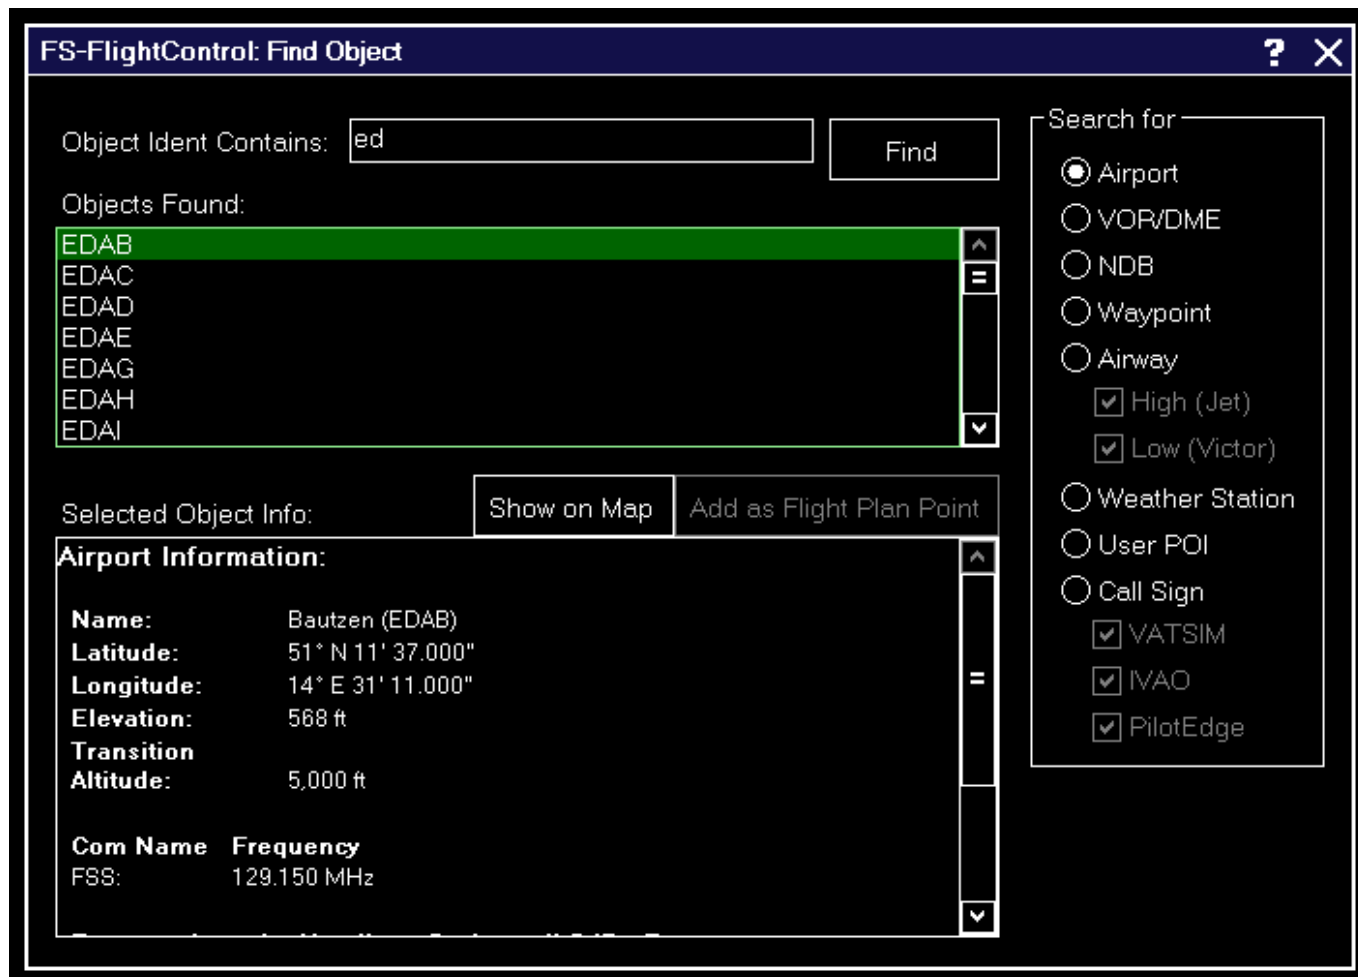 FS-FlightControl: Find Object
Object Ident Contains: ed
Find
Objects Found:
EDAB
EDAC
EDAD
EDAE
EDAG
EDAH
EDAI
Selected Object Info:
Show on Map
Add as Flight Plan Point
Airport Information:
Name: Bautzen (EDAB)
Latitude: 51° N 11' 37.000"
Longitude: 14° E 31' 11.000"
Elevation: 568 ft
Transition
Altitude: 5,000 ft
Com Name Frequency
FSS: 129.150 MHz
Search for
Airport
VOR/DME
NDB
Waypoint
Airway
High (Jet)
Low (Victor)
Weather Station
User POI
Call Sign
VATSIM
IVAO
PilotEdge